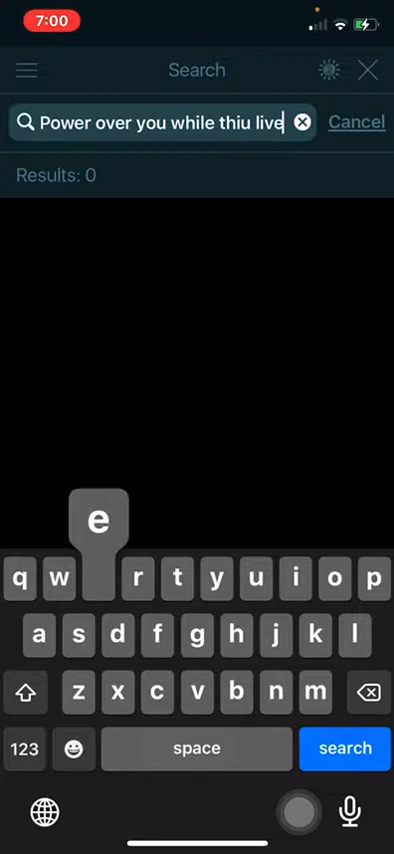 7:00
Search
Power over you while thiu live
Cancel
Results: 0
e
q w r t y u i o p
a s d f g h j k l
z x c v b n m
123 space search